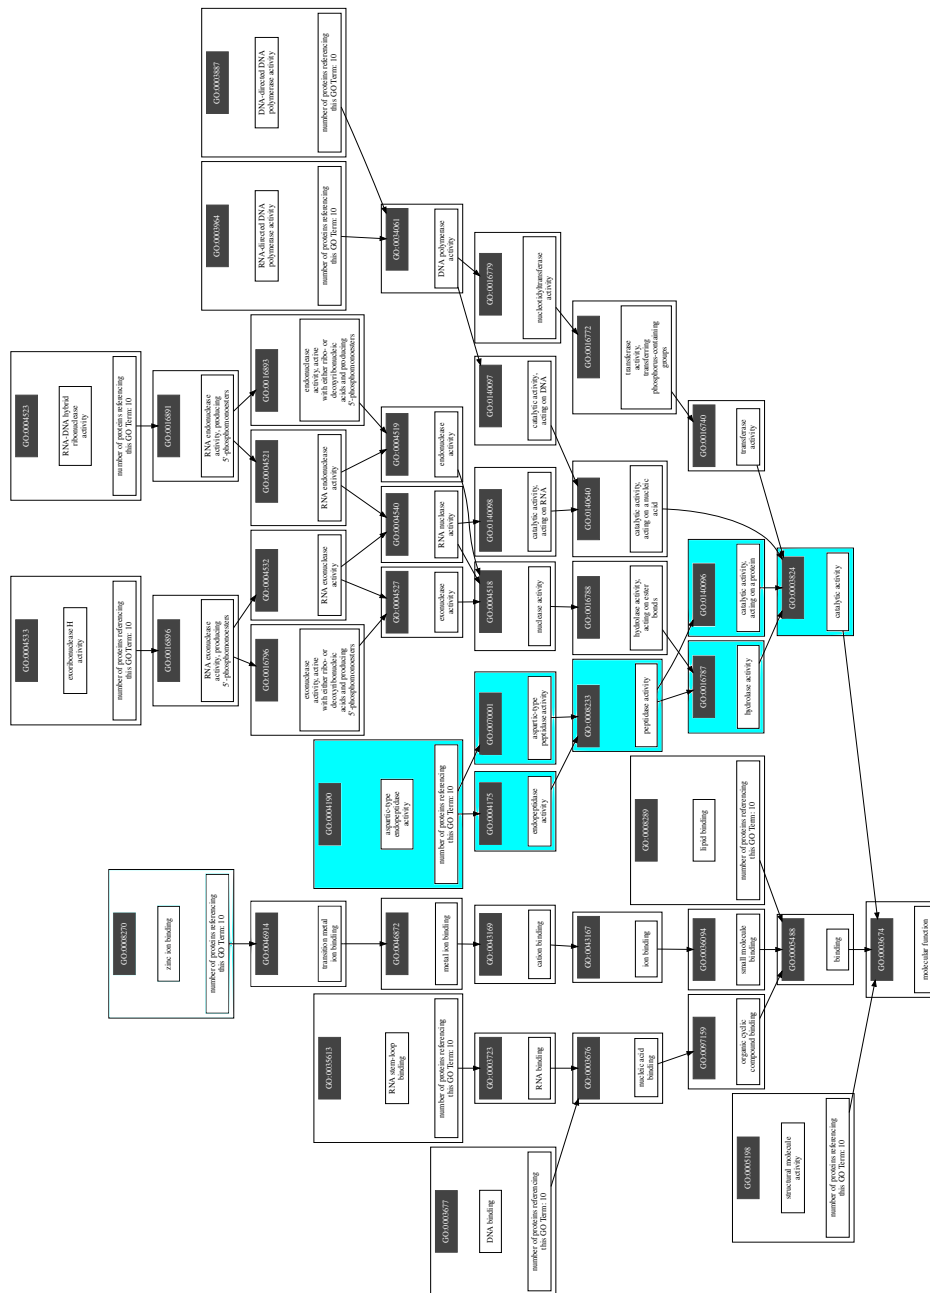 GO:0003887
DNA-directed DNA
polymerase activity
number of proteins referencing
this GO Term: 10
GO:0003964
RNA-directed DNA
polymerase activity
number of proteins referencing
this GO Term: 10
GO:0034061
DNA polymerase
activity
GO:0016779
nucleotidyltransferase
activity
GO:0016772
transferase
activity,
transferring
phosphorus-containing
groups
GO:0016740
transferase
activity
GO:0140097
catalytic activity,
acting on DNA
GO:0004523
RNA-DNA hybrid
ribonuclease
activity
number of proteins referencing
this GO Term: 10
GO:0016891
RNA endonuclease
activity, producing
5'-phosphomonoesters
GO:0016893
endonuclease
activity, active
with either ribo- or
deoxyribonucleic
acids and producing
5'-phosphomonoesters
GO:0004521
RNA endonuclease
activity
GO:0004519
endonuclease
activity
GO:0004540
RNA nuclease
activity
GO:0140098
catalytic activity,
acting on RNA
GO:0140640
catalytic activity,
acting on a nucleic
acid
GO:0004533
exoribonuclease H
activity
number of proteins referencing
this GO Term: 10
GO:0016896
RNA exonuclease
activity, producing
5'-phosphomonoesters
GO:0004532
RNA exonuclease
activity
GO:0016796
exonuclease
activity, active
with either ribo- or
deoxyribonucleic
acids and producing
5'-phosphomonoesters
GO:0004527
exonuclease
activity
GO:0004518
nuclease activity
GO:0016788
hydrolase activity,
acting on ester
bonds
GO:0140096
catalytic activity,
acting on a protein
GO:0003824
catalytic activity
GO:0016787
hydrolase activity
GO:0004190
aspartic-type
endopeptidase
activity
number of proteins referencing
this GO Term: 10
GO:0070001
aspartic-type
peptidase activity
GO:0004175
endopeptidase
activity
GO:0008233
peptidase activity
GO:0008289
lipid binding
number of proteins referencing
this GO Term: 10
GO:0008270
zinc ion binding
number of proteins referencing
this GO Term: 10
GO:0046914
transition metal
ion binding
GO:0046872
metal ion binding
GO:0043169
cation binding
GO:0043167
ion binding
GO:0036094
small molecule
binding
GO:0005488
binding
GO:0003674
molecular function
GO:0035613
RNA stem-loop
binding
number of proteins referencing
this GO Term: 10
GO:0003723
RNA binding
GO:0003676
nucleic acid
binding
GO:0097159
organic cyclic
compound binding
GO:0003677
DNA binding
number of proteins referencing
this GO Term: 10
GO:0005198
structural molecule
activity
number of proteins referencing
this GO Term: 10